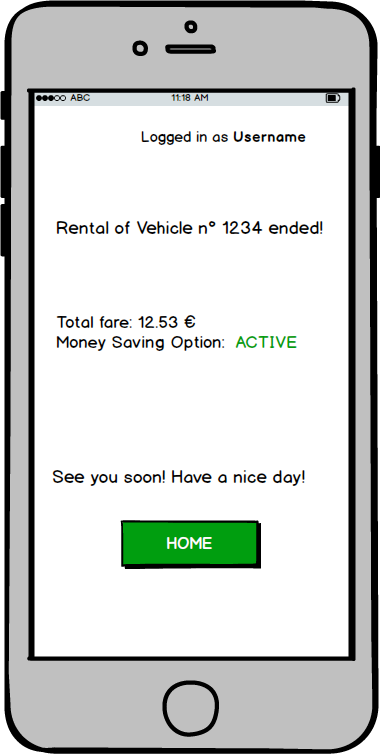 ABC 11:18 AM
Logged in as Username
Rental of Vehicle n° 1234 ended!
Total fare: 12.53 €
Money Saving Option: ACTIVE
See you soon! Have a nice day!
HOME